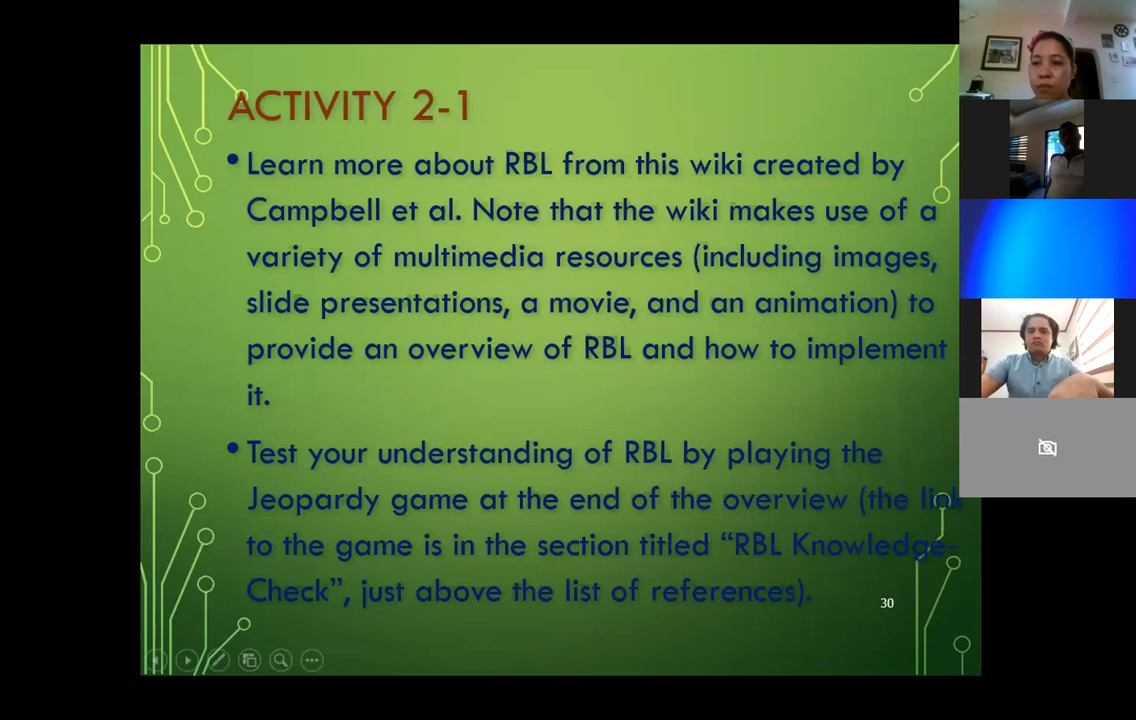 ACTIVITY 2-1
• Learn more about RBL from this wiki created by
Campbell et al. Note that the wiki makes use of a
variety of multimedia resources (including images,
slide presentations, a movie, and an animation) to
provide an overview of RBL and how to implement
it.
• Test your understanding of RBL by playing the
Jeopardy game at the end of the overview (the link
to the game is in the section titled “RBL Knowledge-
Check”, just above the list of references).
30